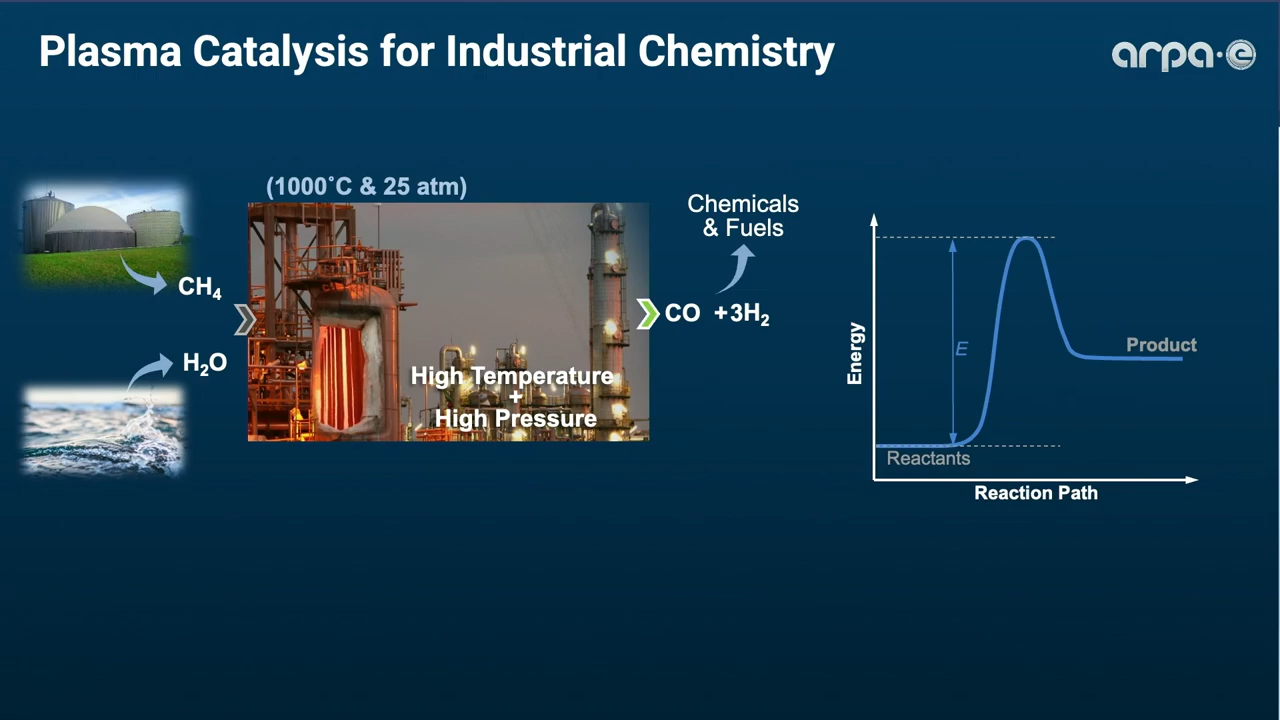 Plasma Catalysis for Industrial Chemistry
arpa·e
(1000˚C & 25 atm)
CH4
H2O
High Temperature
+
High Pressure
CO +3H2
Chemicals
& Fuels
Energy
E
Product
Reactants
Reaction Path